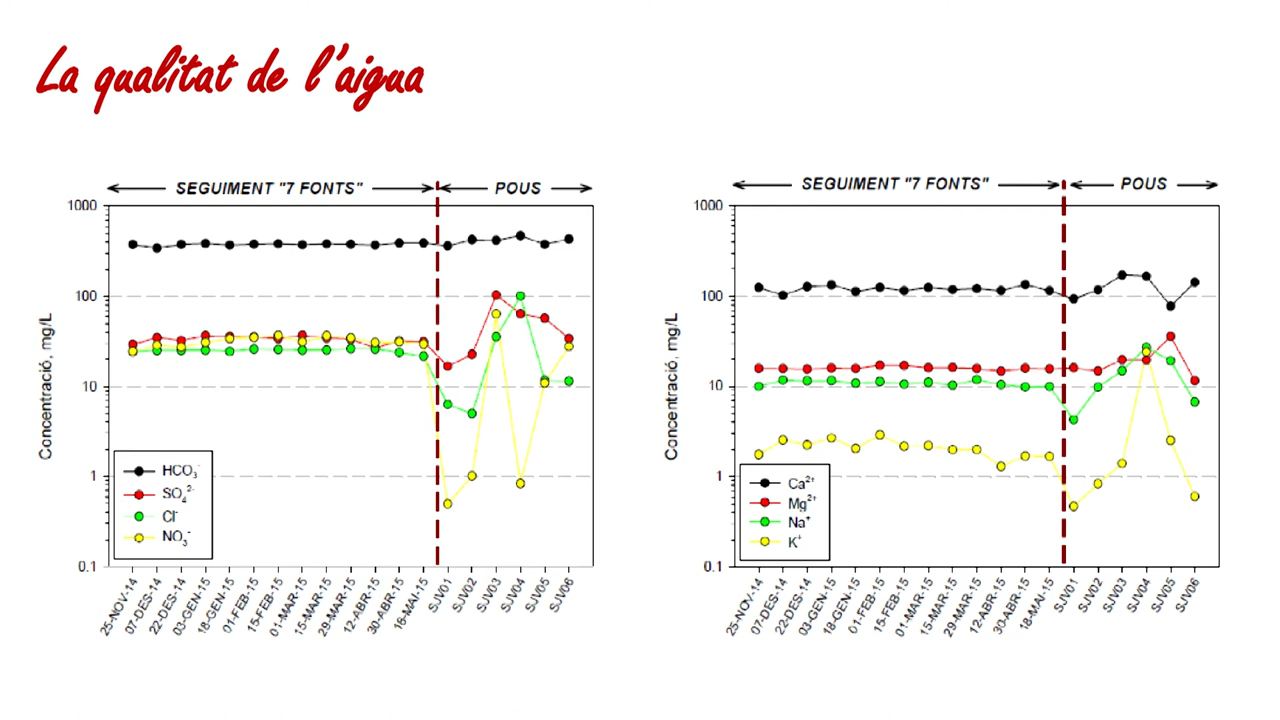 La qualitat de l'aigua
SEGUIMENT "7 FONTS"
POUS
1000
100
10
1
0.1
Concentració, mg/L
HCO₃⁻
SO₄²⁻
Cl⁻
NO₃⁻
25-NOV-14
07-DES-14
22-DES-14
03-GEN-15
18-GEN-15
01-FEB-15
15-FEB-15
01-MAR-15
15-MAR-15
29-MAR-15
12-ABR-15
30-ABR-15
18-MAI-15
SJV01
SJV02
SJV03
SJV04
SJV05
SJV06
SEGUIMENT "7 FONTS"
POUS
1000
100
10
1
0.1
Concentració, mg/L
Ca²⁺
Mg²⁺
Na⁺
K⁺
25-NOV-14
07-DES-14
22-DES-14
03-GEN-15
18-GEN-15
01-FEB-15
15-FEB-15
01-MAR-15
15-MAR-15
29-MAR-15
12-ABR-15
30-ABR-15
18-MAI-15
SJV01
SJV02
SJV03
SJV04
SJV05
SJV06